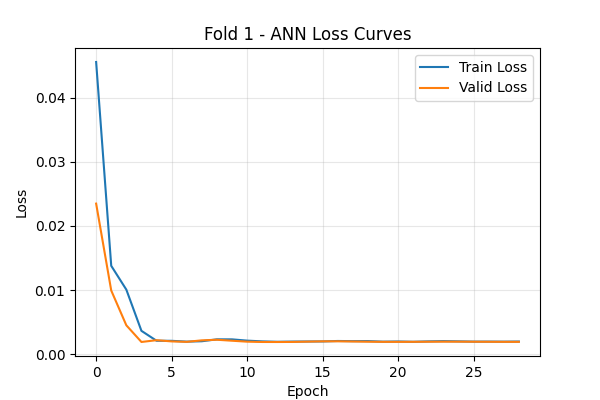 Fold 1 - ANN Loss Curves
Train Loss
Valid Loss
0.04
0.03
0.02
0.01
0.00
Loss
0 5 10 15 20 25
Epoch